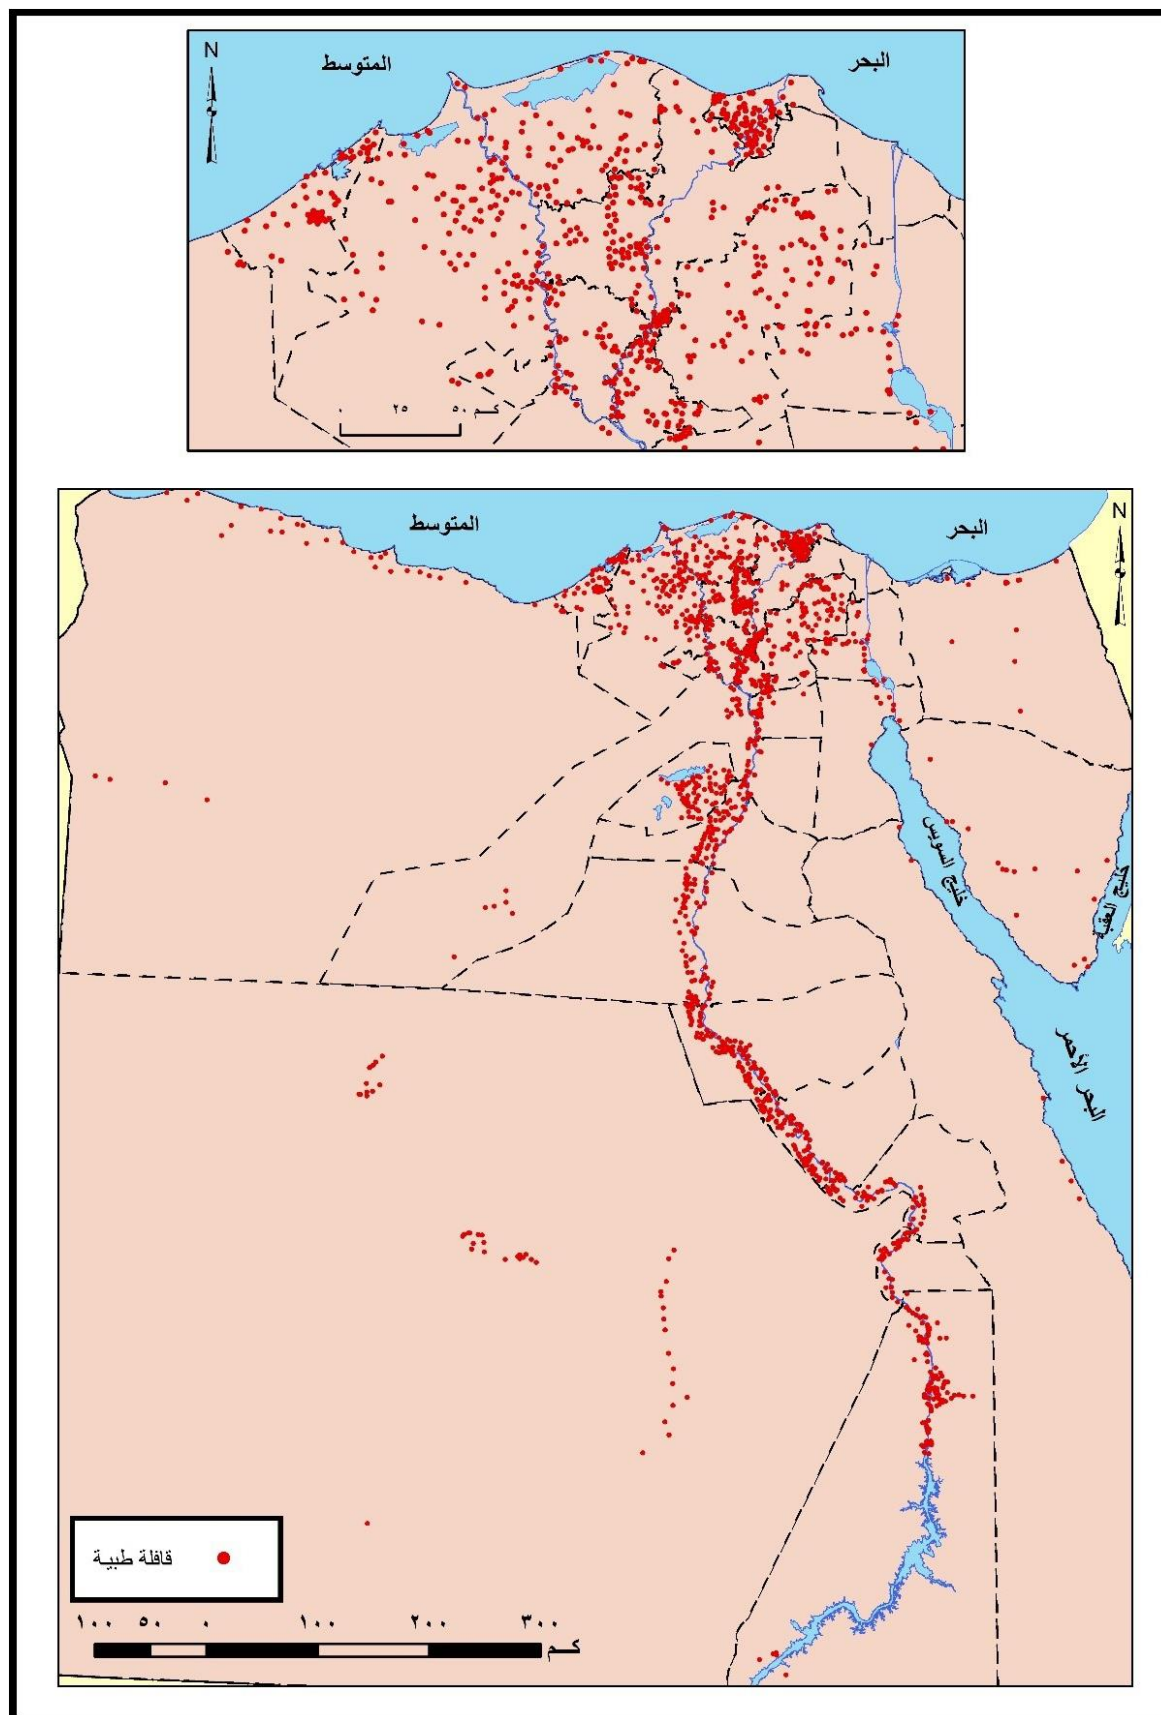 N
المتوسط
البحر
٠ ٢٥ ٥٠ كم
المتوسط
البحر
N
خليج السويس
خليج العقبة
البحر الأحمر
قافلة طبية
١٠٠ ٥٠ ٠ ١٠٠ ٢٠٠ ٣٠٠
كم